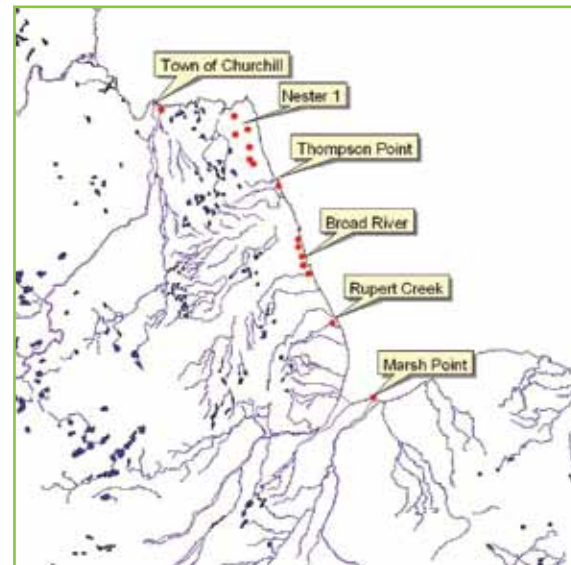 Town of Churchill
Nester 1
Thompson Point
Broad River
Rupert Creek
Marsh Point